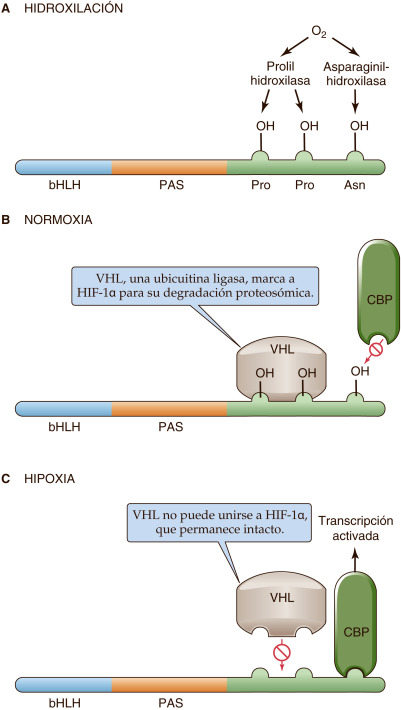 A HIDROXILACIÓN
O2
Prolil
hidroxilasa
Asparaginil-
hidroxilasa
OH OH OH
bHLH PAS Pro Pro Asn
B NORMOXIA
VHL, una ubicuitina ligasa, marca a
HIF-1α para su degradación proteosómica.
CBP
VHL
OH OH OH
bHLH PAS
C HIPOXIA
VHL no puede unirse a HIF-1α,
que permanece intacto.
Transcripción
activada
VHL
CBP
bHLH PAS